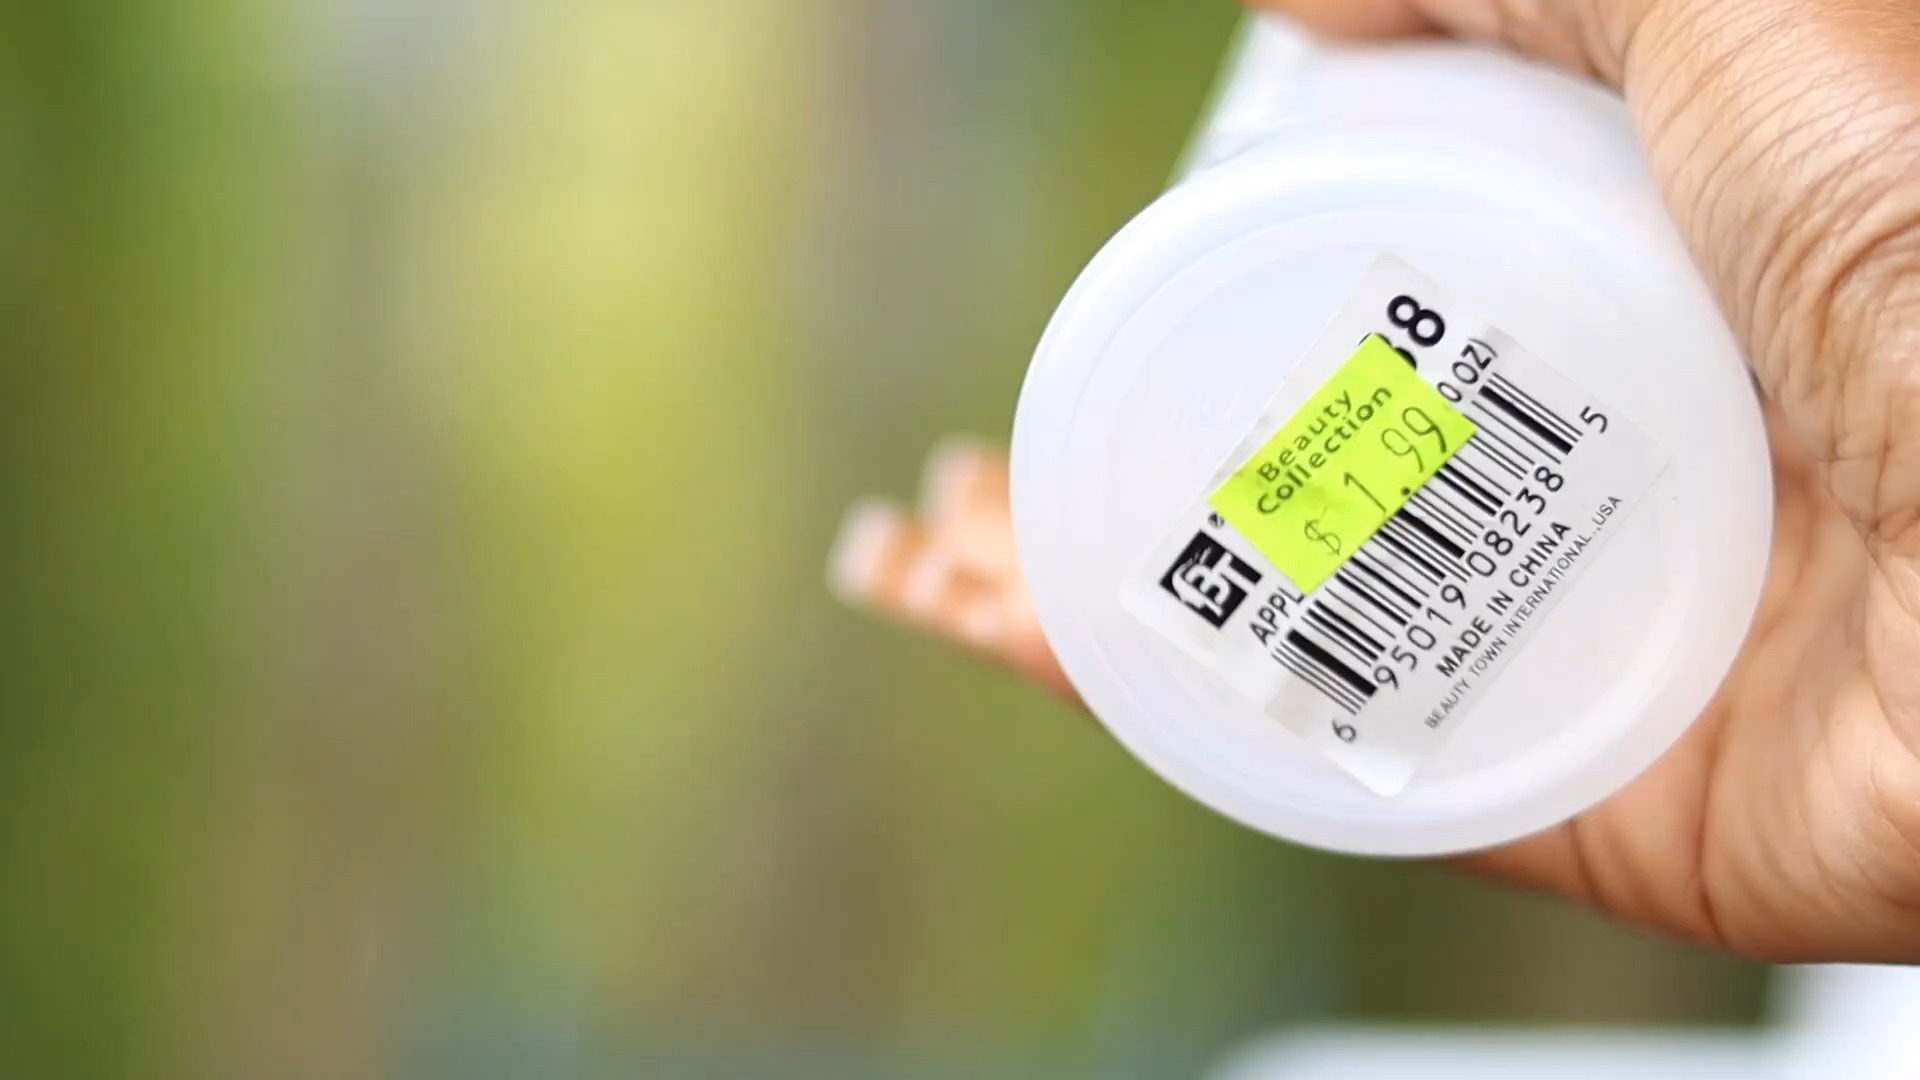 38
BT
APPL
0 OZ)
Beauty
Collection
$ 1.99
6 95019 08238 5
MADE IN CHINA
BEAUTY TOWN INTERNATIONAL.,USA